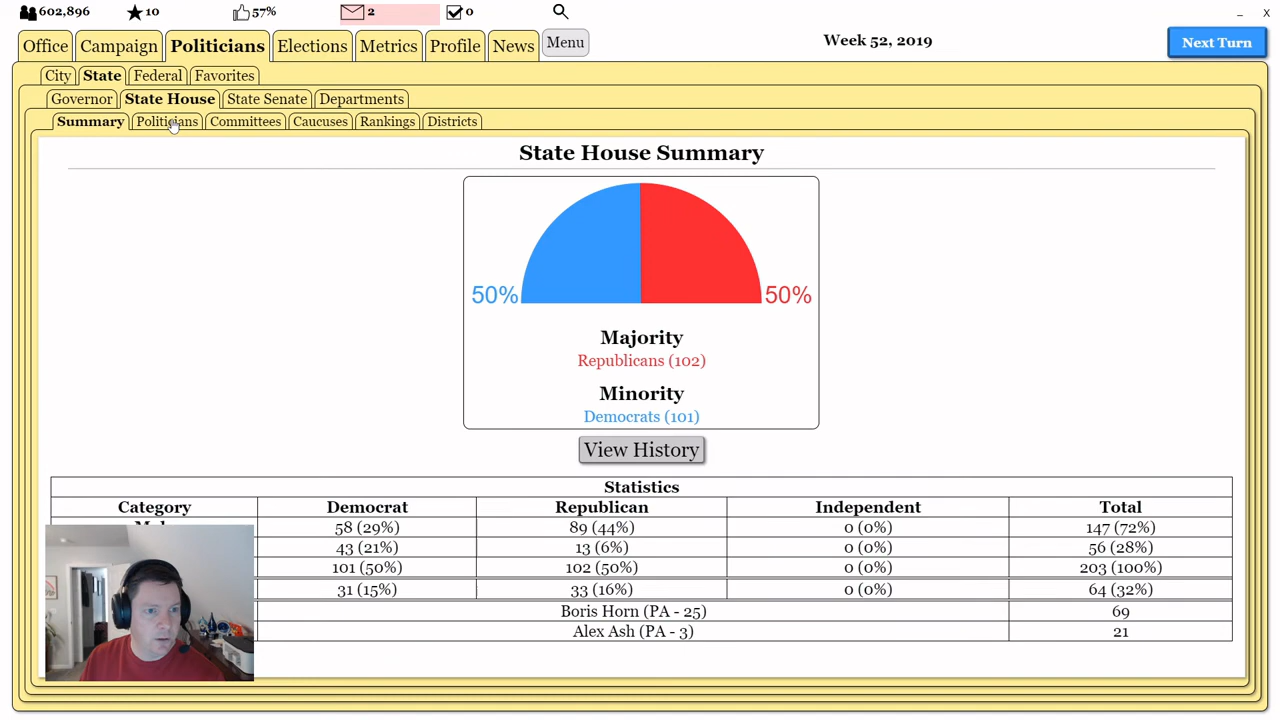 602,896 10 57% 2 0
_ X
Office Campaign Politicians Elections Metrics Profile News Menu Week 52, 2019 Next Turn
City State Federal Favorites
Governor State House State Senate Departments
Summary Politicians Committees Caucuses Rankings Districts
State House Summary
50% 50%
Majority
Republicans (102)
Minority
Democrats (101)
View History
Statistics
Category Democrat Republican Independent Total
58 (29%) 89 (44%) 0 (0%) 147 (72%)
43 (21%) 13 (6%) 0 (0%) 56 (28%)
101 (50%) 102 (50%) 0 (0%) 203 (100%)
31 (15%) 33 (16%) 0 (0%) 64 (32%)
Boris Horn (PA - 25) 69
Alex Ash (PA - 3) 21